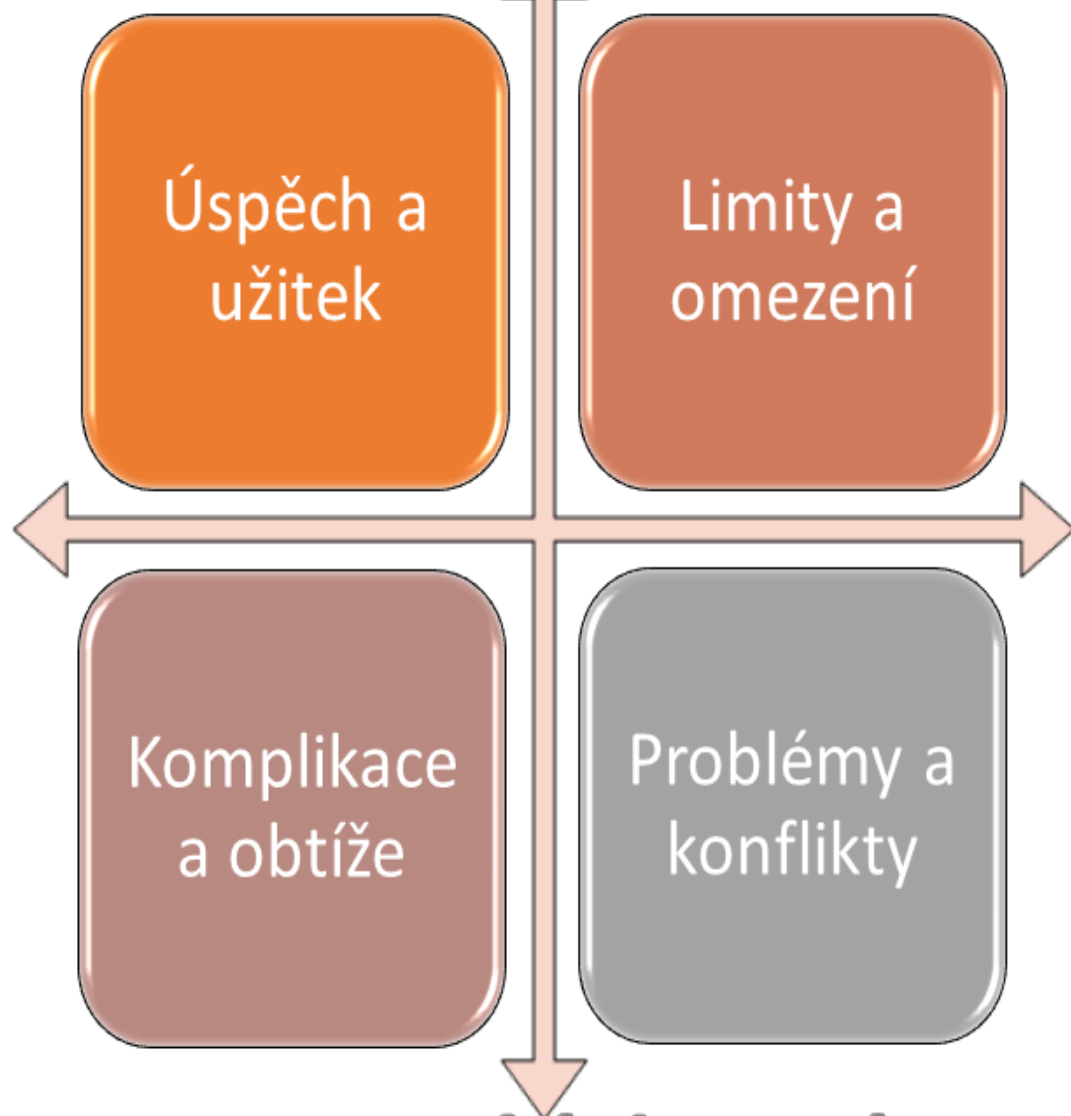 Úspěch a
užitek
Limity a
omezení
Komplikace
a obtíže
Problémy a
konflikty